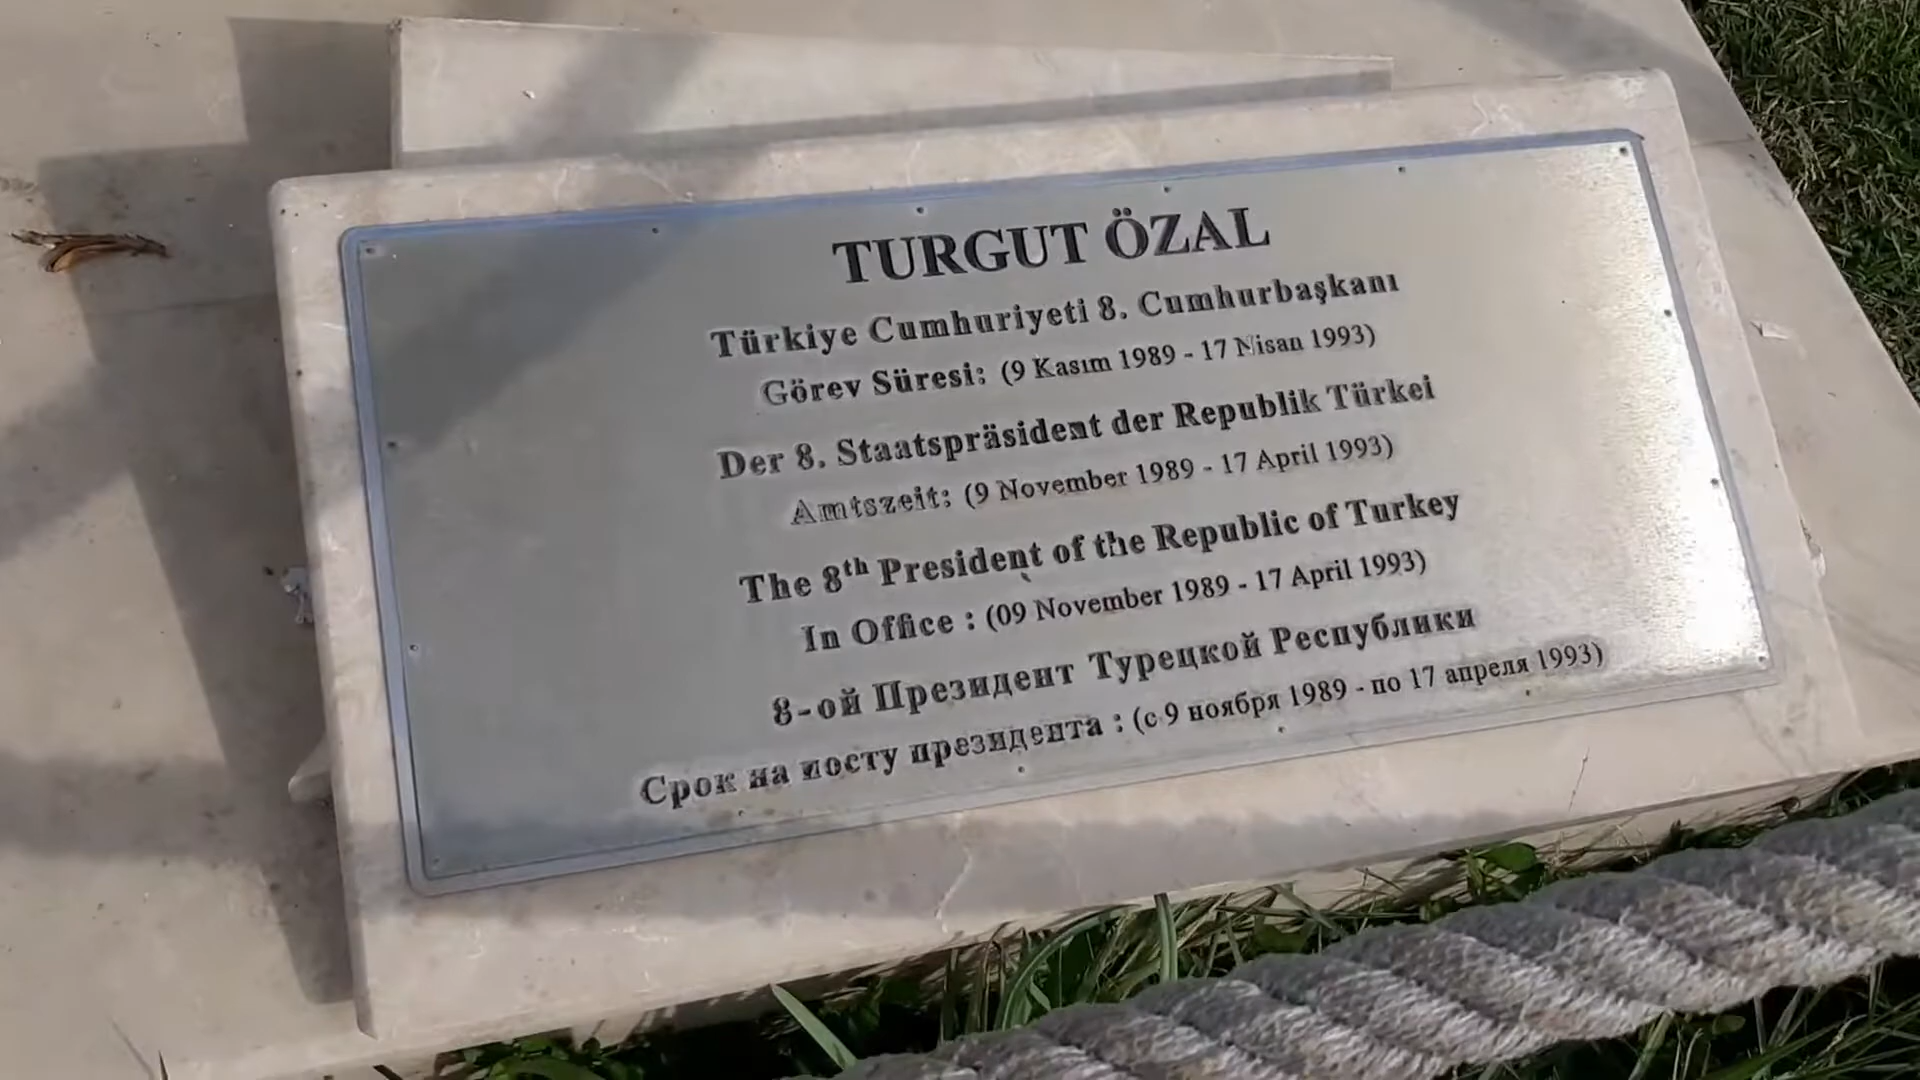 TURGUT ÖZAL
Türkiye Cumhuriyeti 8. Cumhurbaşkanı
Görev Süresi: (9 Kasım 1989 - 17 Nisan 1993)
Der 8. Staatspräsident der Republik Türkei
Amtszeit: (9 November 1989 - 17 April 1993)
The 8th President of the Republic of Turkey
In Office : (09 November 1989 - 17 April 1993)
8-ой Президент Турецкой Республики
Срок на посту президента : (с 9 ноября 1989 - по 17 апреля 1993)